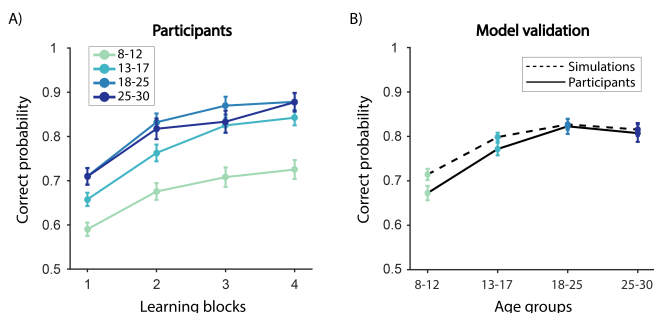 A)
Participants
8-12
13-17
18-25
25-30
Correct probability
1
0.9
0.8
0.7
0.6
0.5
1 2 3 4
Learning blocks
B)
Model validation
Simulations
Participants
Correct probability
1
0.9
0.8
0.7
0.6
0.5
8-12 13-17 18-25 25-30
Age groups